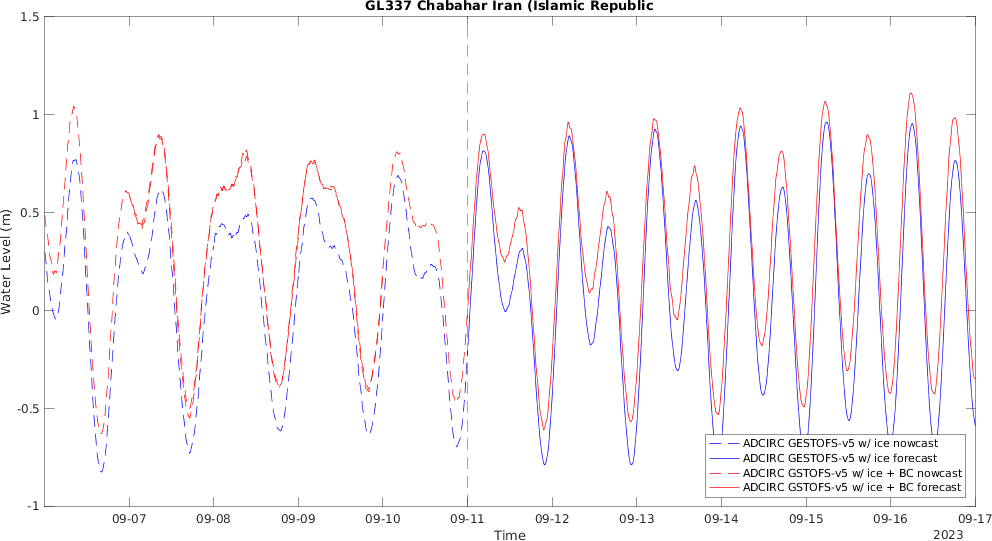 GL337 Chabahar Iran (Islamic Republic
1.5
1
0.5
0
-0.5
-1
Water Level (m)
09-07 09-08 09-09 09-10 09-11 09-12 09-13 09-14 09-15 09-16 09-17
Time
2023
ADCIRC GESTOFS-v5 w/ ice nowcast
ADCIRC GESTOFS-v5 w/ ice forecast
ADCIRC GSTOFS-v5 w/ ice + BC nowcast
ADCIRC GSTOFS-v5 w/ ice + BC forecast